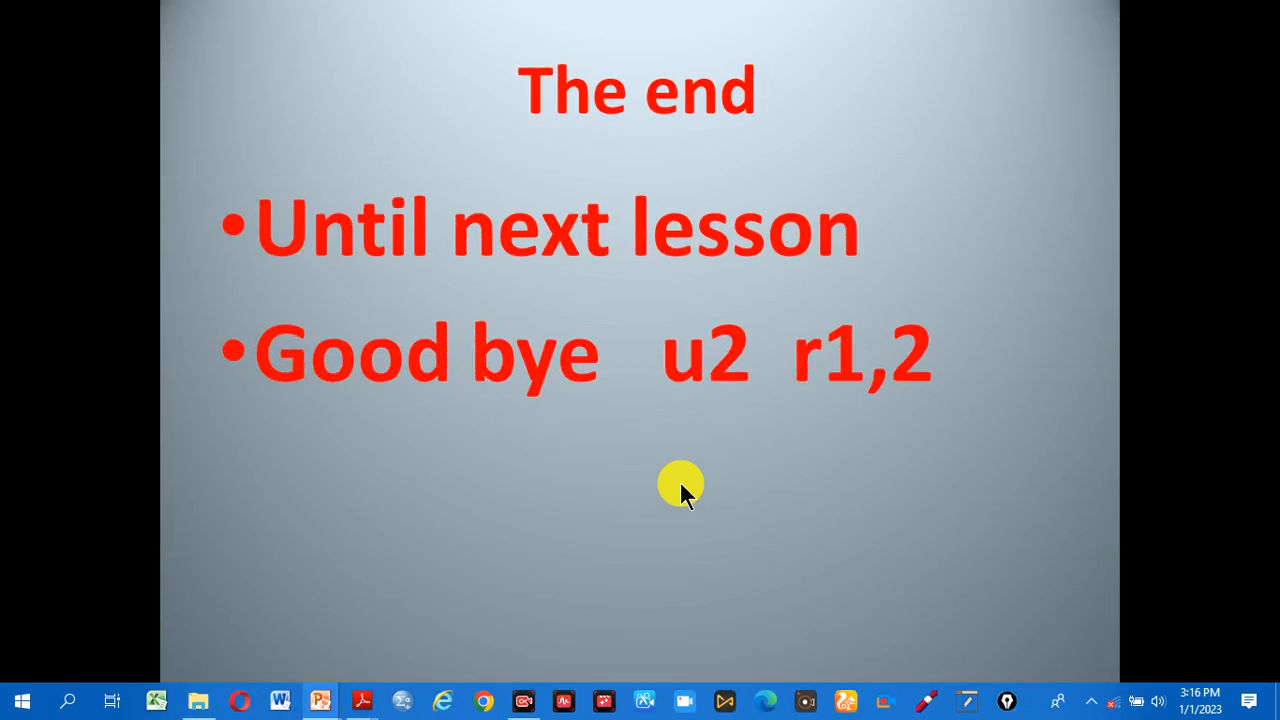 The end
•Until next lesson
•Good bye u2 r1,2
3:16 PM
1/1/2023